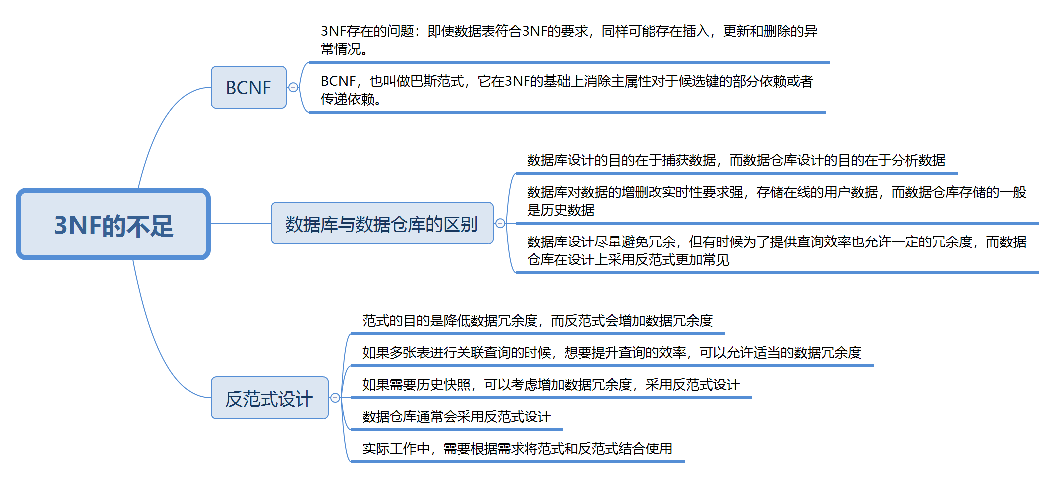 3NF的不足
BCNF
3NF存在的问题：即使数据表符合3NF的要求，同样可能存在插入，更新和删除的异
常情况。
BCNF，也叫做巴斯范式，它在3NF的基础上消除主属性对于候选键的部分依赖或者
传递依赖。
数据库与数据仓库的区别
数据库设计的目的在于捕获数据，而数据仓库设计的目的在于分析数据
数据库对数据的增删改实时性要求强，存储在线的用户数据，而数据仓库存储的一般
是历史数据
数据库设计尽量避免冗余，但有时候为了提供查询效率也允许一定的冗余度，而数据
仓库在设计上采用反范式更加常见
反范式设计
范式的目的是降低数据冗余度，而反范式会增加数据冗余度
如果多张表进行关联查询的时候，想要提升查询的效率，可以允许适当的数据冗余度
如果需要历史快照，可以考虑增加数据冗余度，采用反范式设计
数据仓库通常会采用反范式设计
实际工作中，需要根据需求将范式和反范式结合使用